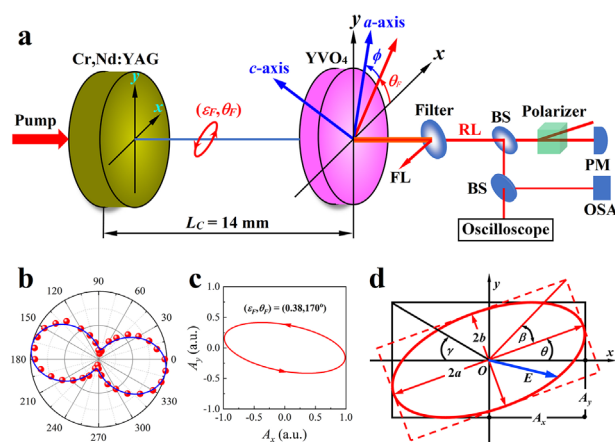 a
Cr,Nd:YAG
y
x
Pump
(εF,θF)
LC = 14 mm
YVO4
c-axis
y
a-axis
ϕ
θF
x
Filter
FL
RL
BS
Polarizer
PM
BS
OSA
Oscilloscope
b
90
120
60
150
30
180
0
210
330
240
300
270
c
(εF,θF) = (0.38,170º)
Ay (a.u.)
1.0
0.5
0.0
-0.5
-1.0
-1.0
-0.5
0.0
0.5
1.0
Ax (a.u.)
d
y
2b
γ
β
θ
x
O
2a
E
Ay
Ax